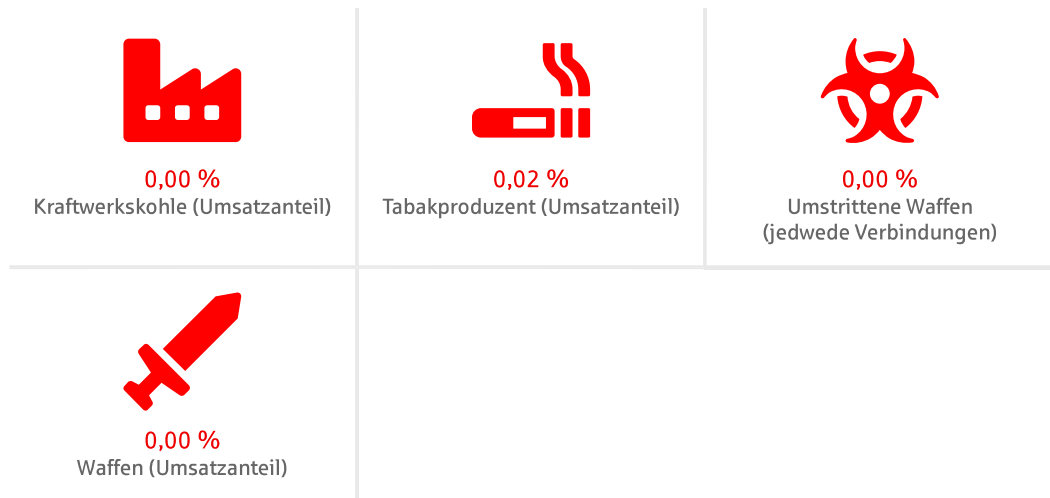 0,00 %
Kraftwerkskohle (Umsatzanteil)
0,02 %
Tabakproduzent (Umsatzanteil)
0,00 %
Umstrittene Waffen
(jedwede Verbindungen)
0,00 %
Waffen (Umsatzanteil)